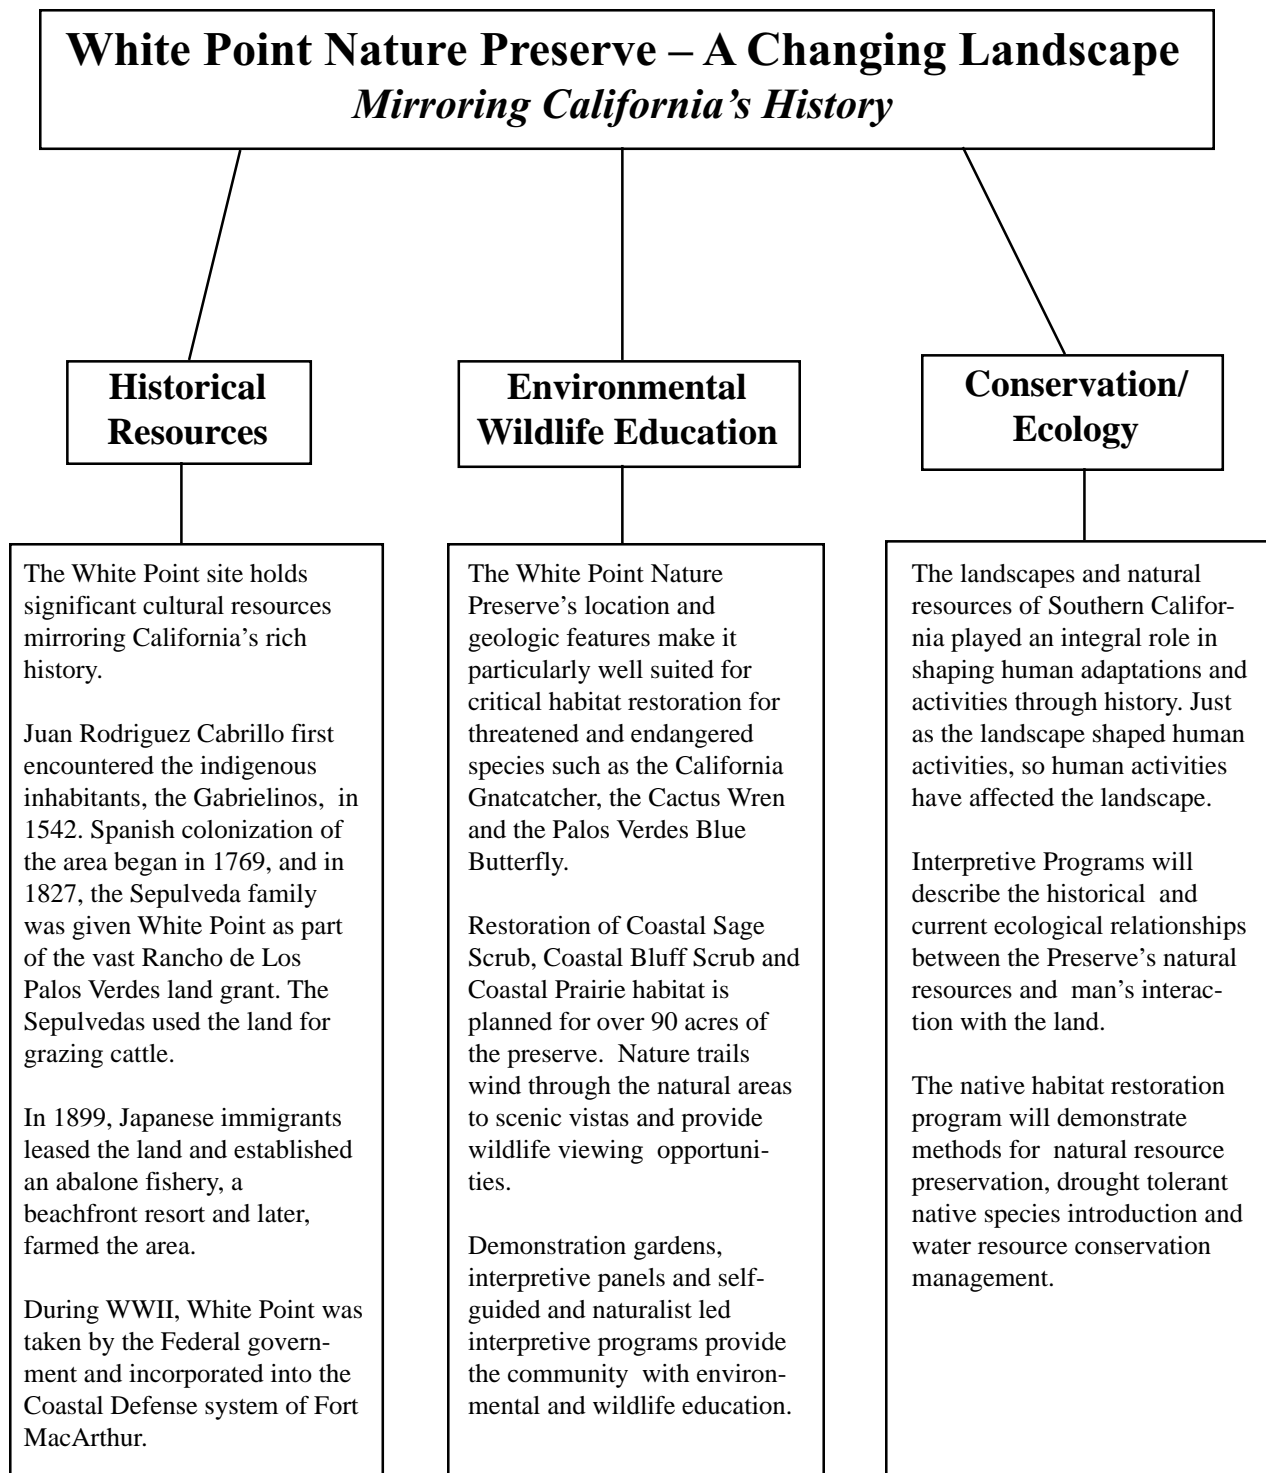 White Point Nature Preserve – A Changing Landscape
Mirroring California’s History
Historical
Resources
The White Point site holds
significant cultural resources
mirroring California’s rich
history.
Juan Rodriguez Cabrillo first
encountered the indigenous
inhabitants, the Gabrielinos,  in
1542. Spanish colonization of
the area began in 1769, and in
1827, the Sepulveda family
was given White Point as part
of the vast Rancho de Los
Palos Verdes land grant. The
Sepulvedas used the land for
grazing cattle.
In 1899, Japanese immigrants
leased the land and established
an abalone fishery, a
beachfront resort and later,
farmed the area.
During WWII, White Point was
taken by the Federal govern-
ment and incorporated into the
Coastal Defense system of Fort
MacArthur.
Environmental
Wildlife Education
The White Point Nature
Preserve’s location and
geologic features make it
particularly well suited for
critical habitat restoration for
threatened and endangered
species such as the California
Gnatcatcher, the Cactus Wren
and the Palos Verdes Blue
Butterfly.
Restoration of Coastal Sage
Scrub, Coastal Bluff Scrub and
Coastal Prairie habitat is
planned for over 90 acres of
the preserve.  Nature trails
wind through the natural areas
to scenic vistas and provide
wildlife viewing  opportuni-
ties.
Demonstration gardens,
interpretive panels and self-
guided and naturalist led
interpretive programs provide
the community  with environ-
mental and wildlife education.
Conservation/
Ecology
The landscapes and natural
resources of Southern Califor-
nia played an integral role in
shaping human adaptations and
activities through history. Just
as the landscape shaped human
activities, so human activities
have affected the landscape.
Interpretive Programs will
describe the historical  and
current ecological relationships
between the Preserve’s natural
resources and  man’s interac-
tion with the land.
The native habitat restoration
program will demonstrate
methods for  natural resource
preservation, drought tolerant
native species introduction and
water resource conservation
management.